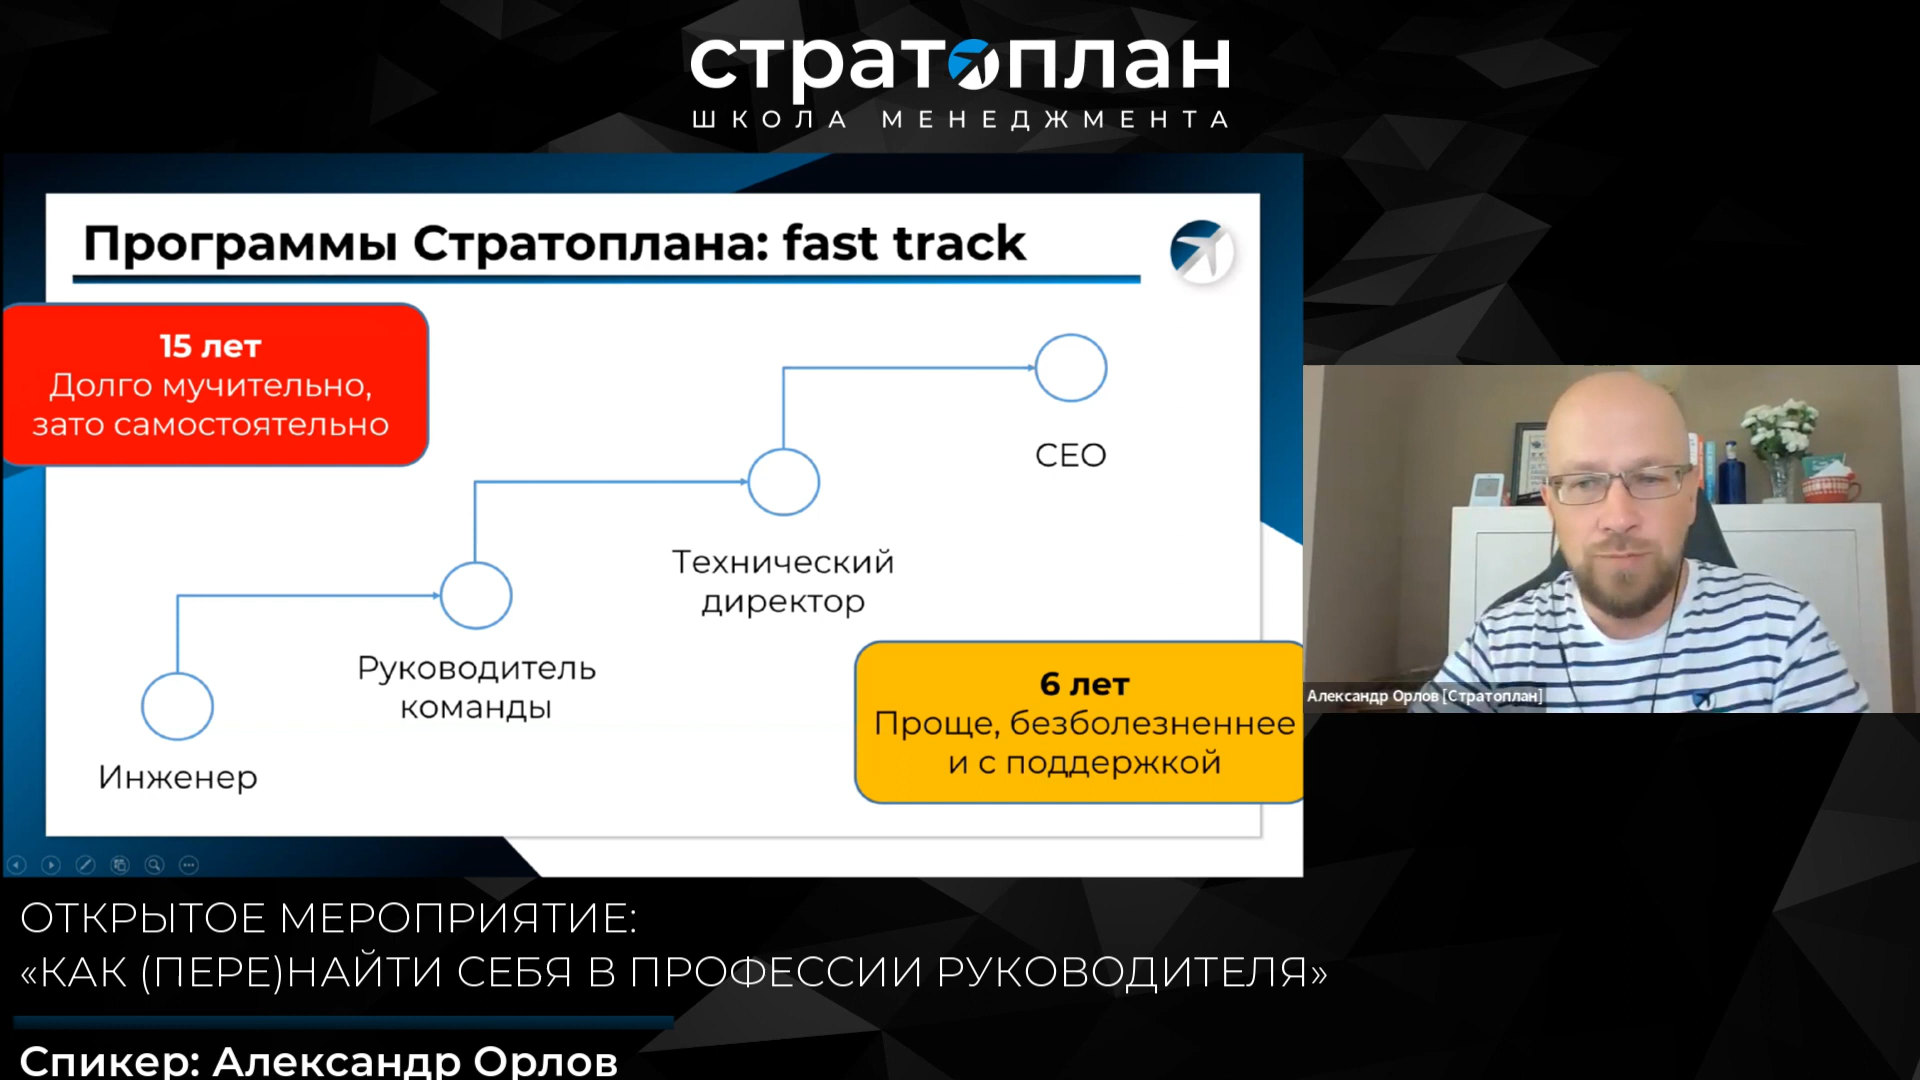 стратоплан
ШКОЛА МЕНЕДЖМЕНТА
Программы Стратоплана: fast track
15 лет
Долго мучительно,
зато самостоятельно
CEO
Технический
директор
Руководитель
команды
Инженер
6 лет
Проще, безболезненнее
и с поддержкой
Александр Орлов [Стратоплан]
ОТКРЫТОЕ МЕРОПРИЯТИЕ:
«КАК (ПЕРЕ)НАЙТИ СЕБЯ В ПРОФЕССИИ РУКОВОДИТЕЛЯ»
Спикер: Александр Орлов